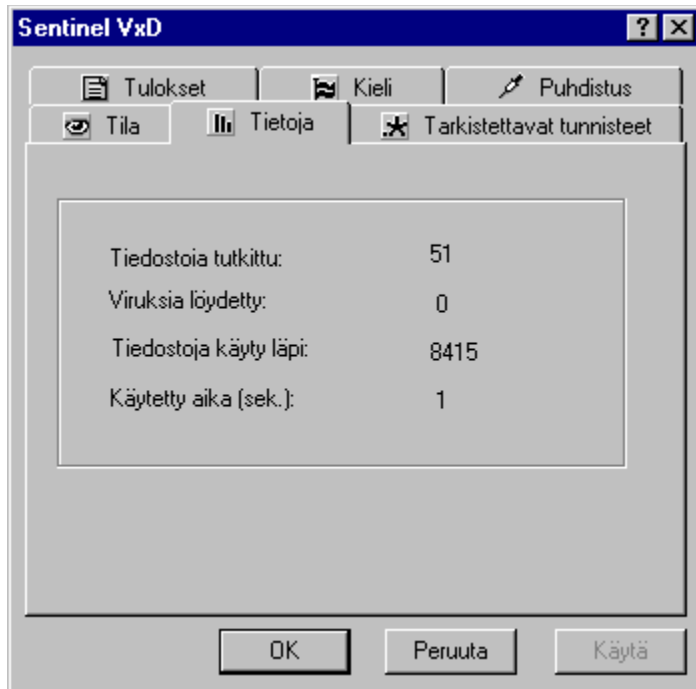 Sentinel VxD
Tulokset Kieli Puhdistus
Tila Tietoja Tarkistettavat tunnisteet
Tiedostoia tutkittu: 51
Viruksia löydetty: 0
Tiedostoja käyty läpi: 8415
Käytetty aika (sek.): 1
OK Peruuta Käytä